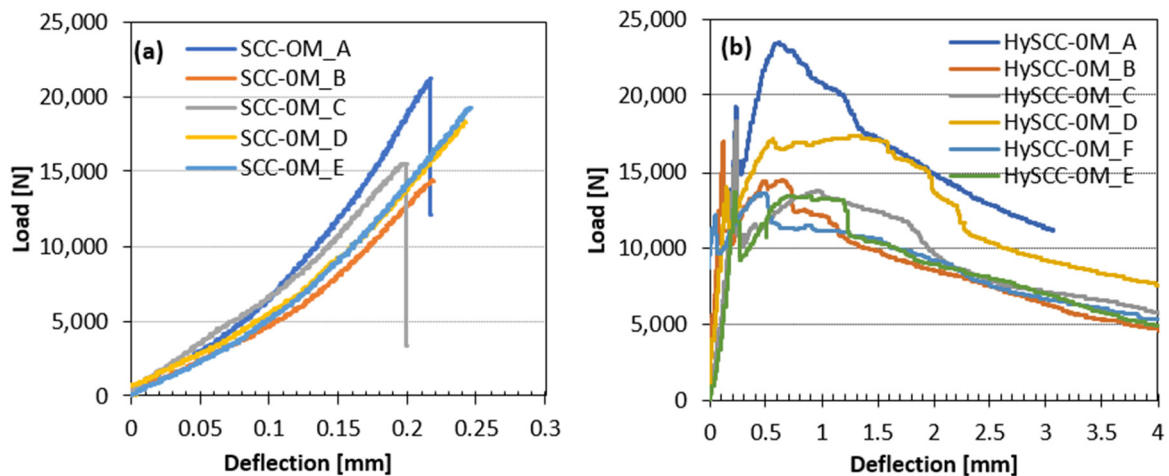 (a)
25,000
20,000
15,000
10,000
5,000
0
Load [N]
SCC-OM_A
SCC-0M_B
SCC-0M_C
SCC-0M_D
SCC-0M_E
0 0.05 0.1 0.15 0.2 0.25 0.3
Deflection [mm]
(b)
25,000
20,000
15,000
10,000
5,000
0
Load [N]
HySCC-0M_A
HySCC-0M_B
HySCC-0M_C
HySCC-0M_D
HySCC-0M_F
HySCC-0M_E
0 0.5 1 1.5 2 2.5 3 3.5 4
Deflection [mm]